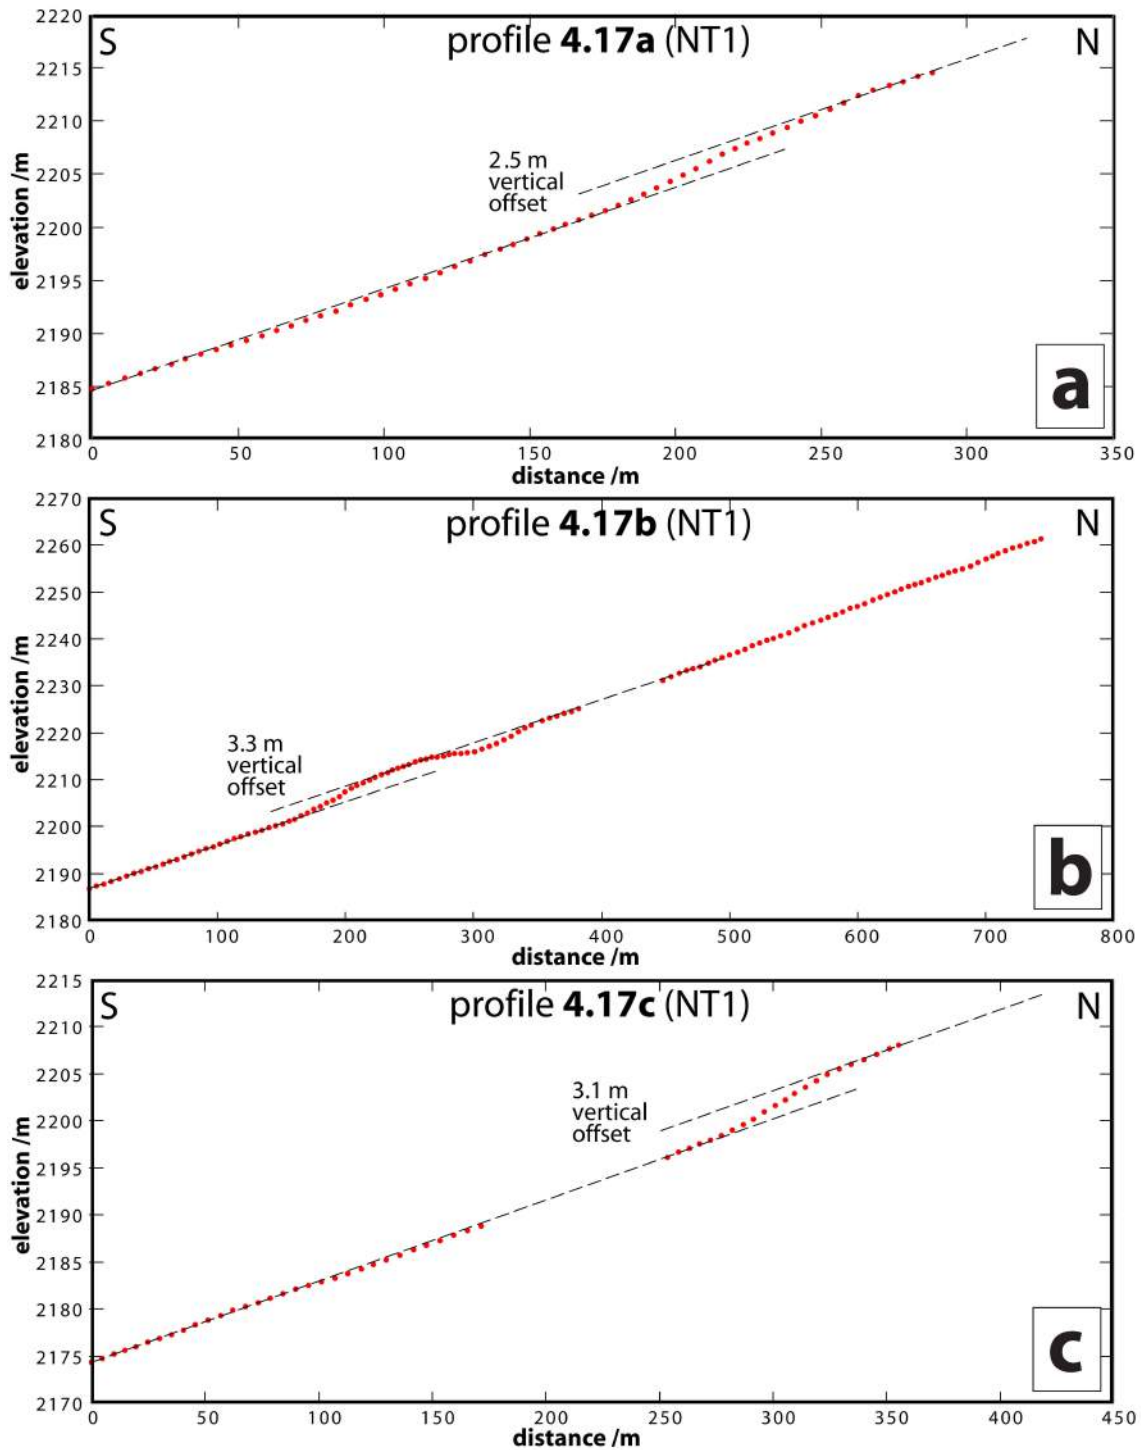 profile 4.17a (NT1)
S
N
elevation /m
2220
2215
2210
2205
2200
2195
2190
2185
2180
2.5 m
vertical
offset
a
0 50 100 150 200 250 300 350
distance /m
profile 4.17b (NT1)
S
N
elevation /m
2270
2260
2250
2240
2230
2220
2210
2200
2190
2180
3.3 m
vertical
offset
b
0 100 200 300 400 500 600 700 800
distance /m
profile 4.17c (NT1)
S
N
elevation /m
2215
2210
2205
2200
2195
2190
2185
2180
2175
2170
3.1 m
vertical
offset
c
0 50 100 150 200 250 300 350 400 450
distance /m